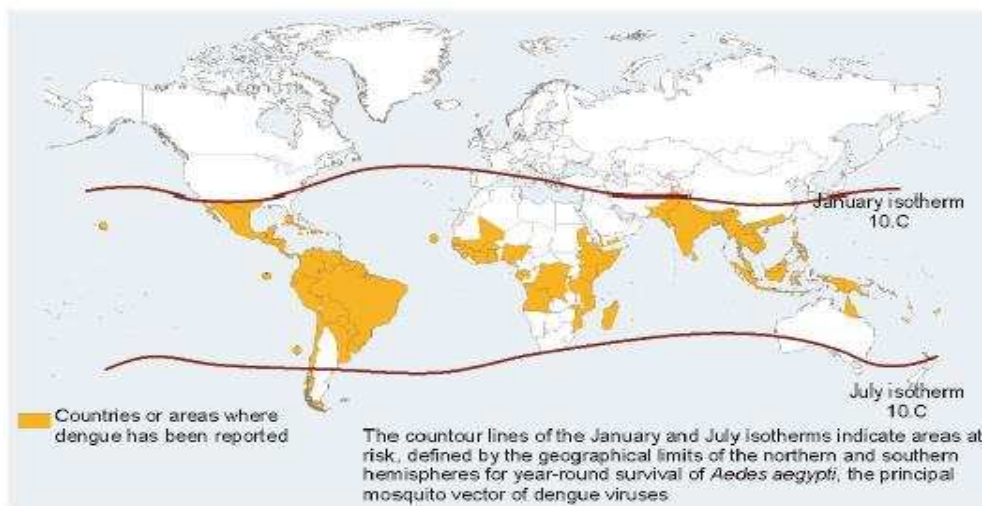 January isotherm
10.C
July isotherm
10.C
Countries or areas where
dengue has been reported
The countour lines of the January and July isotherms indicate areas at
risk, defined by the geographical limits of the northern and southern
hemispheres for year-round survival of Aedes aegypti, the principal
mosquito vector of dengue viruses